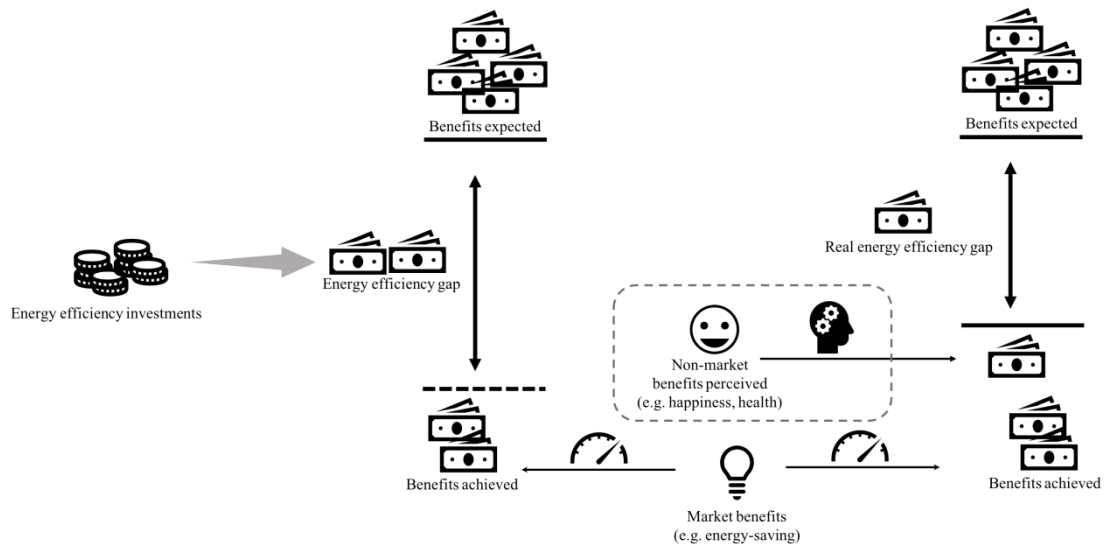 Benefits expected
Benefits expected
Real energy efficiency gap
Energy efficiency gap
Energy efficiency investments
Non-market
benefits perceived
(e.g. happiness, health)
Benefits achieved
Benefits achieved
Market benefits
(e.g. energy-saving)